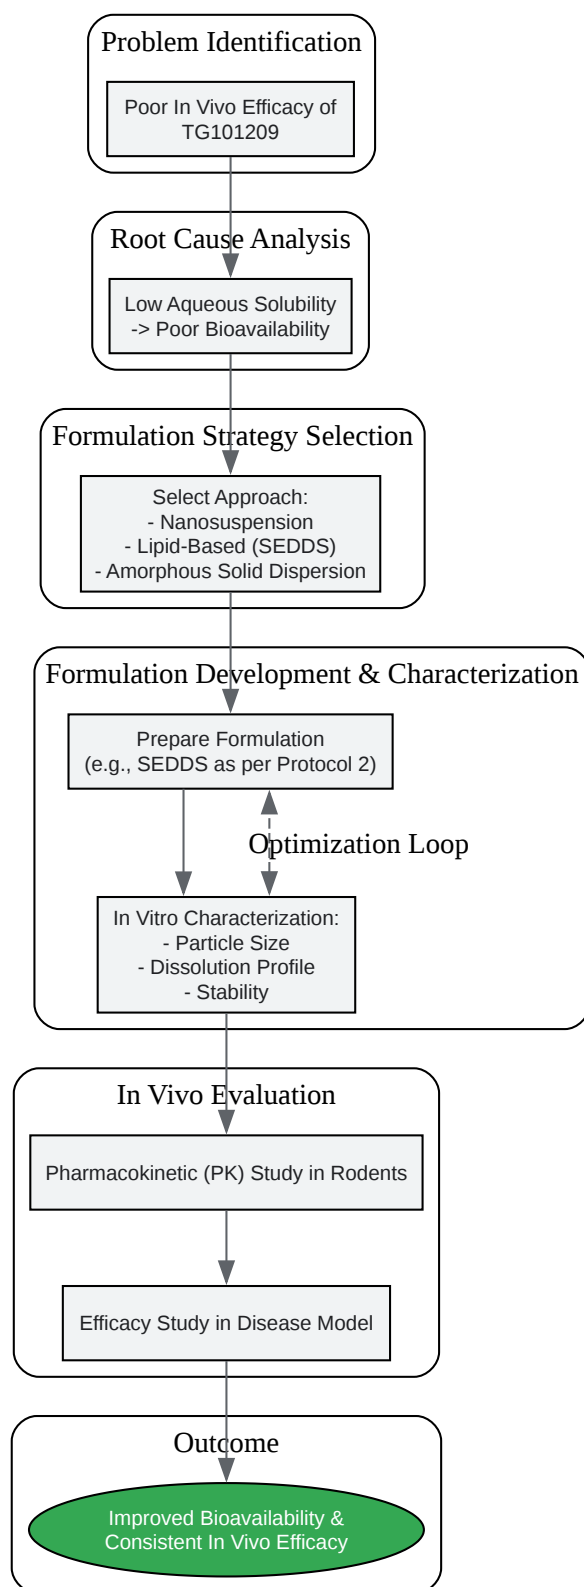 Problem Identification
Poor In Vivo Efficacy of
TG101209
Root Cause Analysis
Low Aqueous Solubility
-> Poor Bioavailability
Formulation Strategy Selection
Select Approach:
- Nanosuspension
- Lipid-Based (SEDDS)
- Amorphous Solid Dispersion
Formulation Development & Characterization
Prepare Formulation
(e.g., SEDDS as per Protocol 2)
Optimization Loop
In Vitro Characterization:
- Particle Size
- Dissolution Profile
- Stability
In Vivo Evaluation
Pharmacokinetic (PK) Study in Rodents
Efficacy Study in Disease Model
Outcome
Improved Bioavailability &
Consistent In Vivo Efficacy